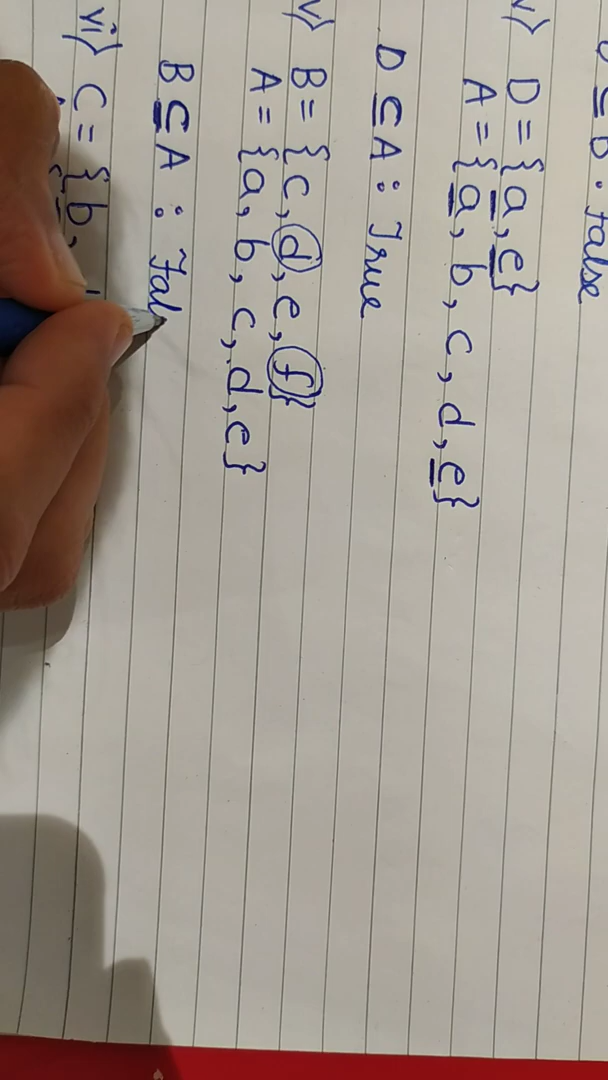 ⊆ D : False
v) D = {a, e}
A = {a, b, c, d, e}
D ⊆ A : True
v) B = {c, d, e, f}
A = {a, b, c, d, e}
B ⊆ A : Fal
vi) C = {b,